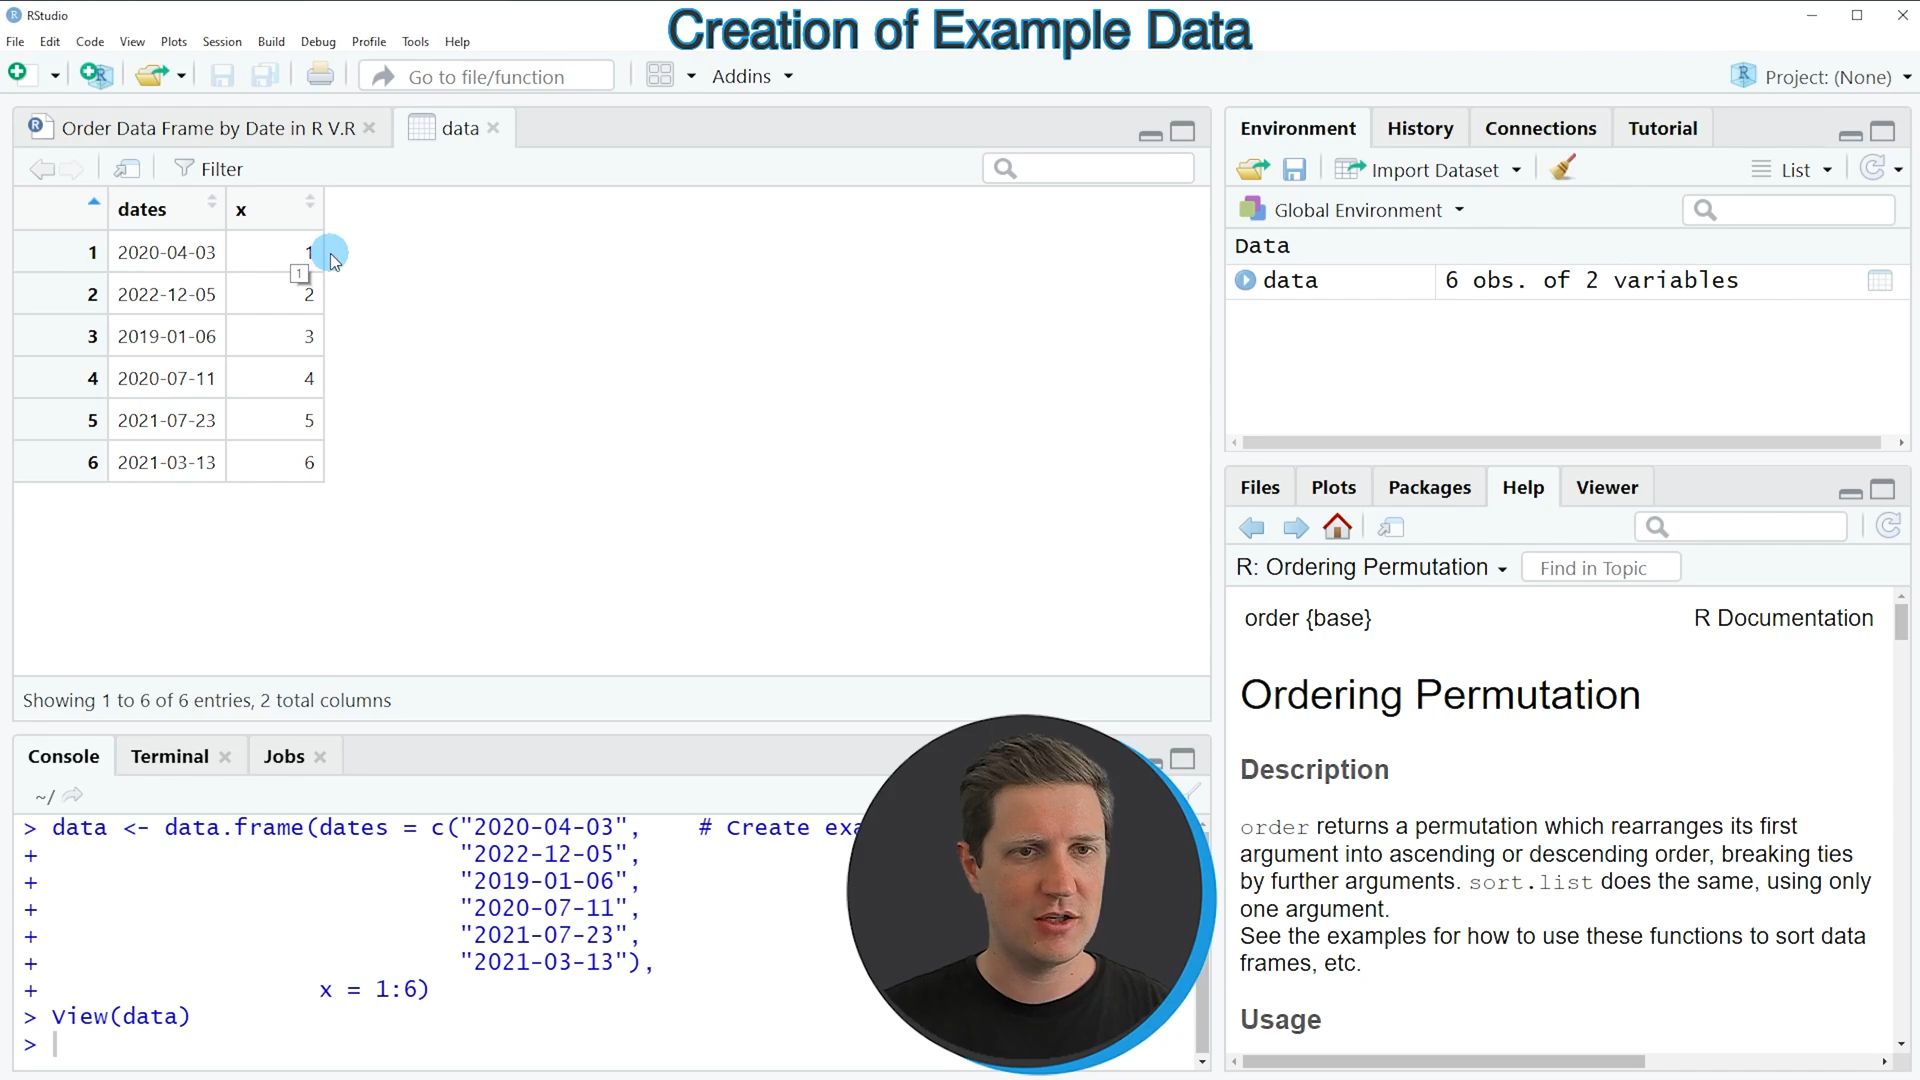 RStudio
Creation of Example Data
File Edit Code View Plots Session Build Debug Profile Tools Help
Go to file/function
Addins
Project: (None)
Order Data Frame by Date in R V.R
data
Filter
dates x
1 2020-04-03 1
1
2 2022-12-05 2
3 2019-01-06 3
4 2020-07-11 4
5 2021-07-23 5
6 2021-03-13 6
Showing 1 to 6 of 6 entries, 2 total columns
Console Terminal Jobs
~/
> data <- data.frame(dates = c("2020-04-03", # Create exa
+ "2022-12-05",
+ "2019-01-06",
+ "2020-07-11",
+ "2021-07-23",
+ "2021-03-13"),
+ x = 1:6)
> View(data)
>
Environment History Connections Tutorial
Import Dataset
List
Global Environment
Data
data 6 obs. of 2 variables
Files Plots Packages Help Viewer
R: Ordering Permutation
Find in Topic
order {base} R Documentation
Ordering Permutation
Description
order returns a permutation which rearranges its first
argument into ascending or descending order, breaking ties
by further arguments. sort.list does the same, using only
one argument.
See the examples for how to use these functions to sort data
frames, etc.
Usage